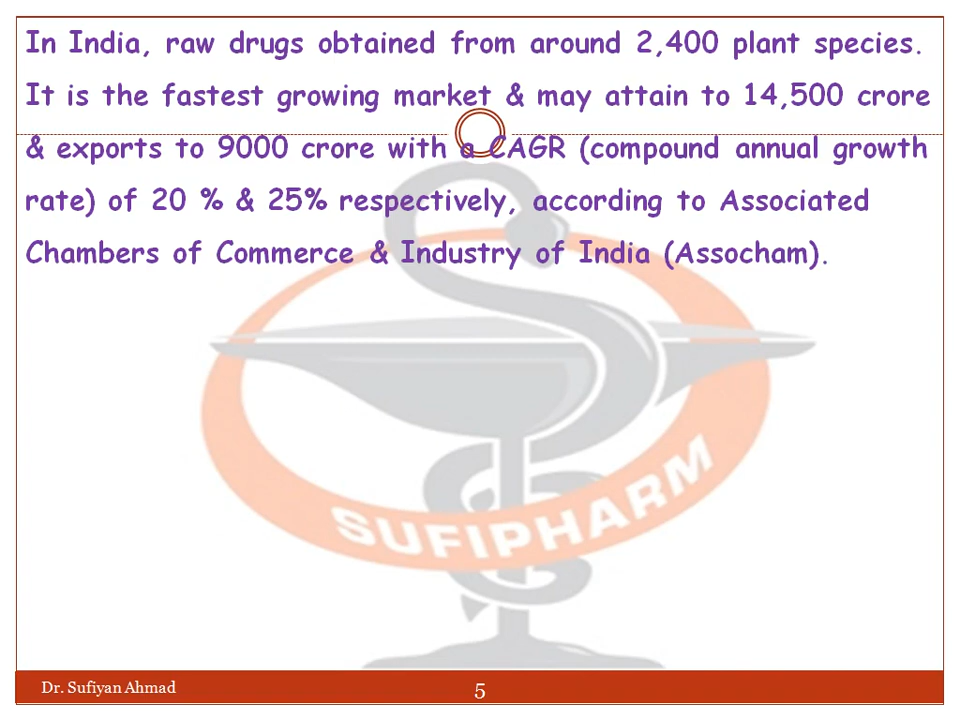 In India, raw drugs obtained from around 2,400 plant species.
It is the fastest growing market & may attain to 14,500 crore
& exports to 9000 crore with a CAGR (compound annual growth
rate) of 20 % & 25% respectively, according to Associated
Chambers of Commerce & Industry of India (Assocham).
SUFIPHARM
Dr. Sufiyan Ahmad
5